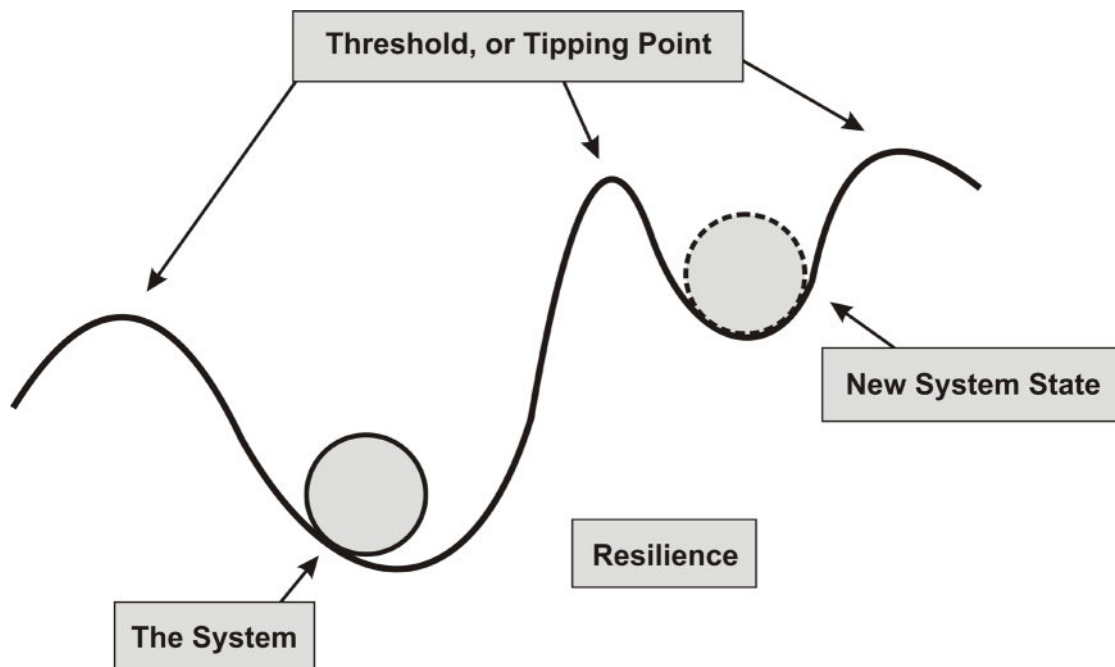 Threshold, or Tipping Point
New System State
Resilience
The System